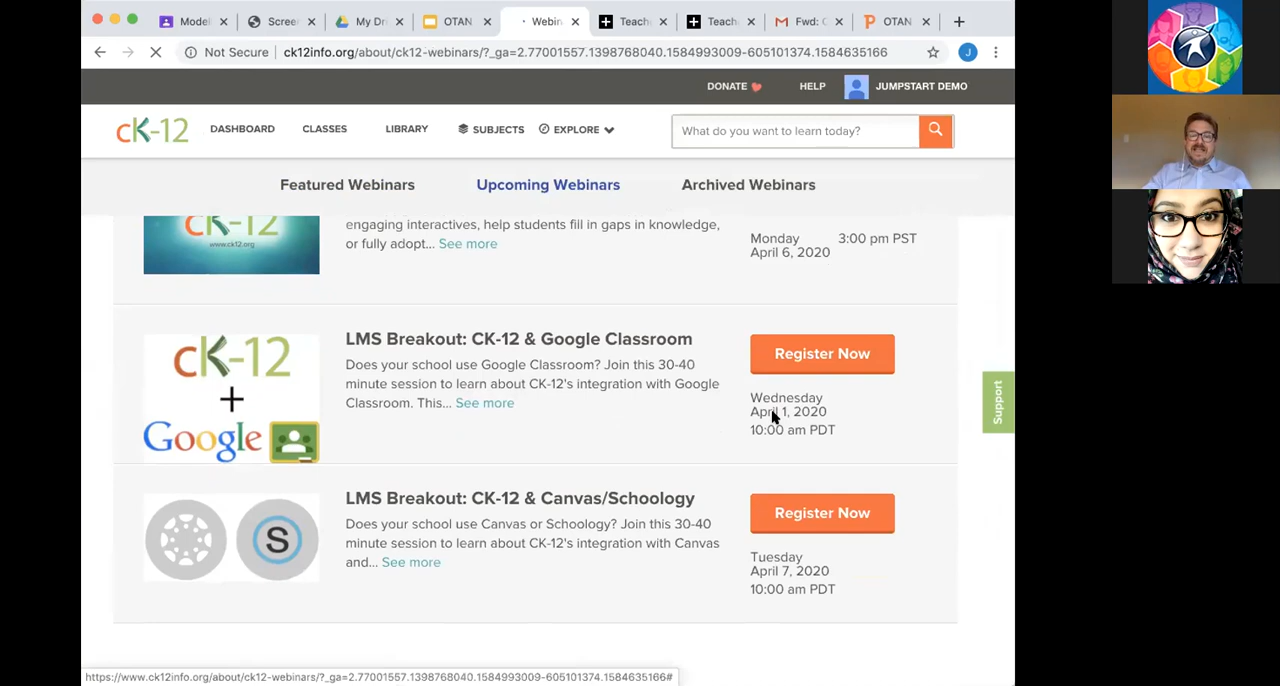 Modeli
Screen
My Dri
OTAN
Webin
Teache
Teache
Fwd: C
OTAN
Not Secure
ck12info.org/about/ck12-webinars/?_ga=2.77001557.1398768040.1584993009-605101374.1584635166
DONATE
HELP
JUMPSTART DEMO
cK-12
DASHBOARD
CLASSES
LIBRARY
SUBJECTS
EXPLORE
What do you want to learn today?
Featured Webinars
Upcoming Webinars
Archived Webinars
cK-12
www.ck12.org
engaging interactives, help students fill in gaps in knowledge,
or fully adopt... See more
Monday
April 6, 2020
3:00 pm PST
cK-12
+
Google
LMS Breakout: CK-12 & Google Classroom
Does your school use Google Classroom? Join this 30-40
minute session to learn about CK-12's integration with Google
Classroom. This... See more
Register Now
Wednesday
April 1, 2020
10:00 am PDT
S
LMS Breakout: CK-12 & Canvas/Schoology
Does your school use Canvas or Schoology? Join this 30-40
minute session to learn about CK-12's integration with Canvas
and... See more
Register Now
Tuesday
April 7, 2020
10:00 am PDT
Support
https://www.ck12info.org/about/ck12-webinars/?_ga=2.77001557.1398768040.1584993009-605101374.1584635166#